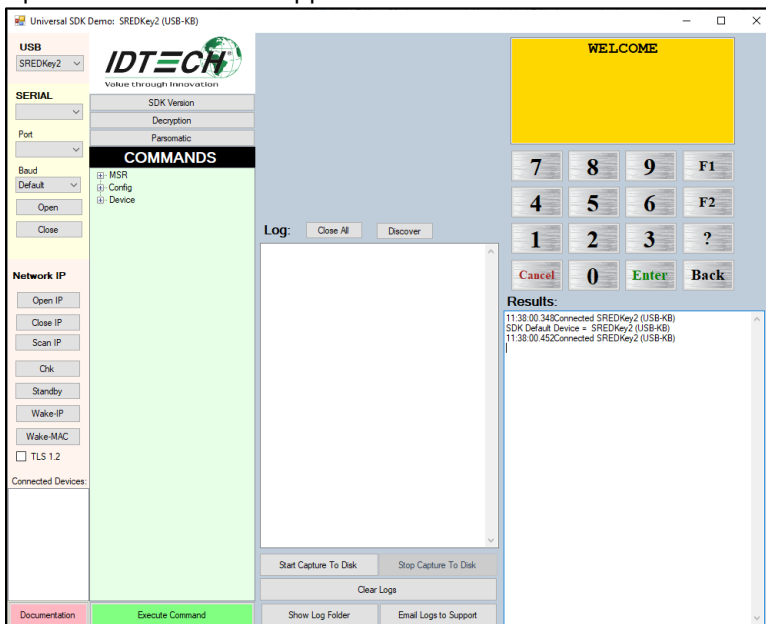 Universal SDK Demo: SREDKey2 (USB-KB)
USB
SREDKey2
SERIAL
Port
Baud
Default
Open
Close
Network IP
Open IP
Close IP
Scan IP
Chk
Standby
Wake-IP
Wake-MAC
TLS 1.2
Connected Devices:
Documentation
IDTECH
Value through Innovation
SDK Version
Decryption
Parsomatic
COMMANDS
MSR
Config
Device
Execute Command
Log:
Close All
Discover
Start Capture To Disk
Stop Capture To Disk
Clear Logs
Show Log Folder
Email Logs to Support
WELCOME
7 8 9 F1
4 5 6 F2
1 2 3 ?
Cancel 0 Enter Back
Results:
11:38:00.348Connected SREDKey2 (USB-KB)
SDK Default Device = SREDKey2 (USB-KB)
11:38:00.452Connected SREDKey2 (USB-KB)